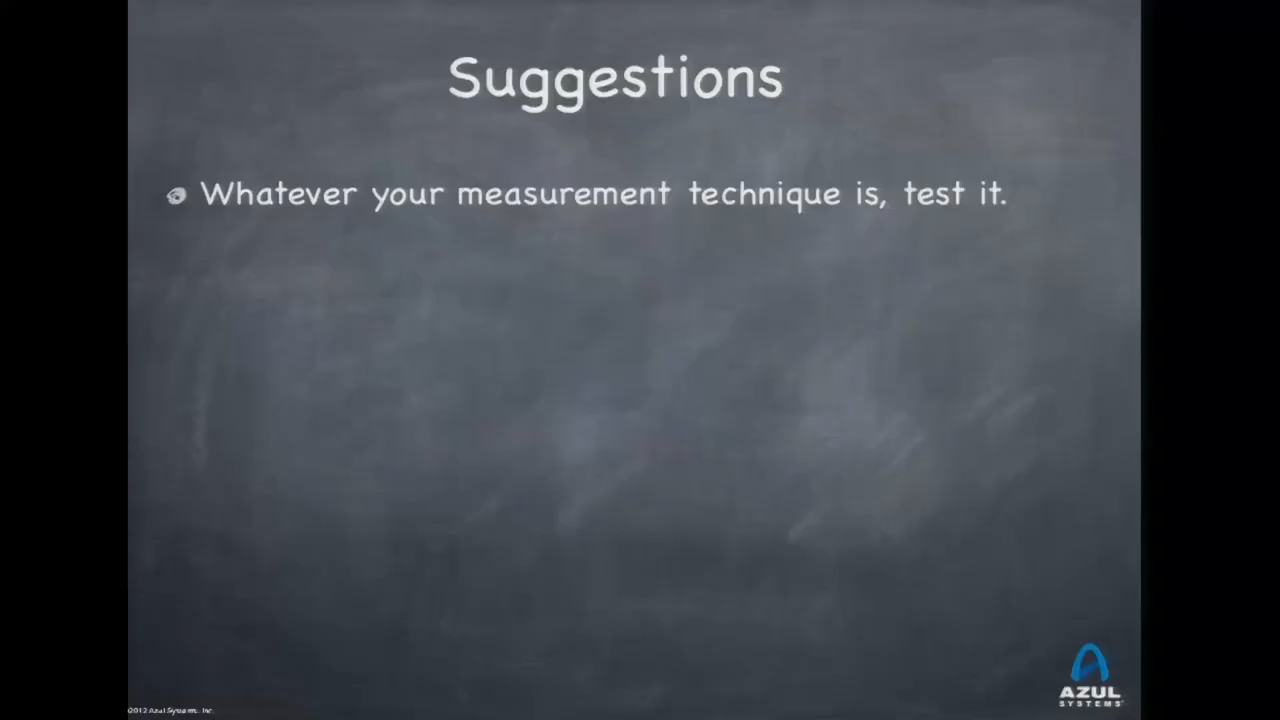 Suggestions
Whatever your measurement technique is, test it.
©2012 Azul Systems, Inc.
AZUL
SYSTEMS